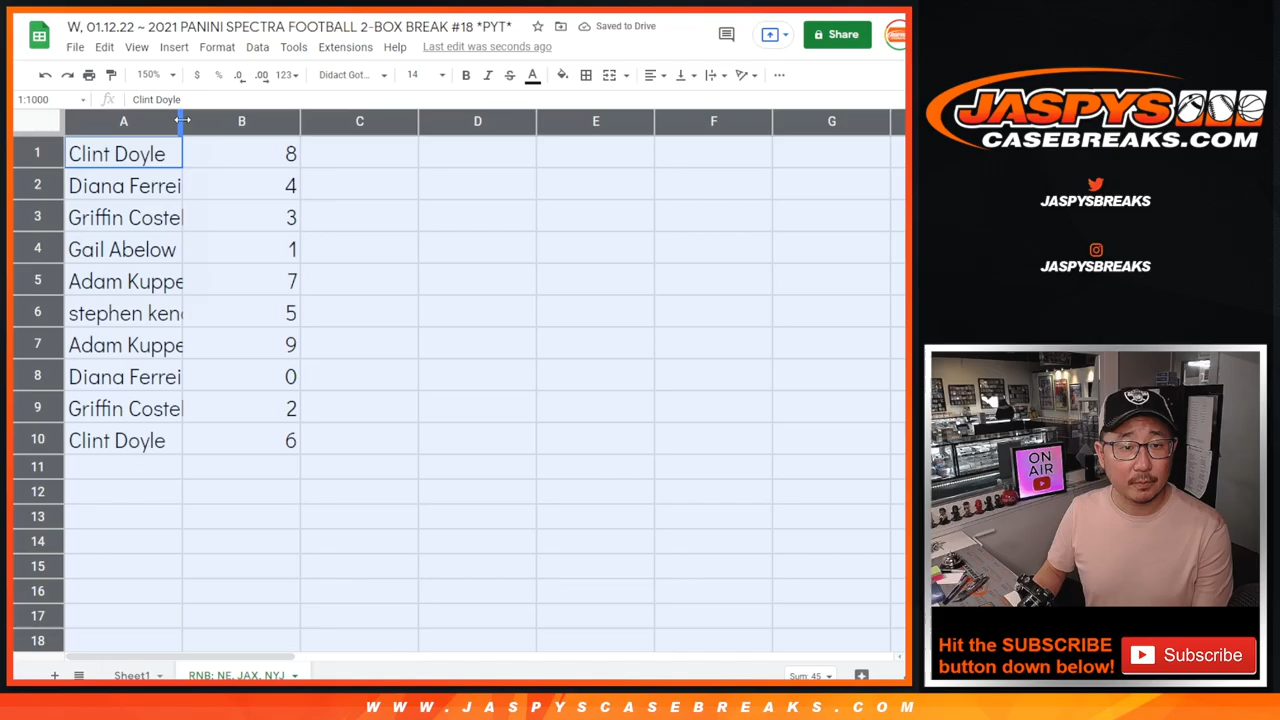 W, 01.12.22 ~ 2021 PANINI SPECTRA FOOTBALL 2-BOX BREAK #18 *PYT*
Saved to Drive
File Edit View Insert Format Data Tools Extensions Help Last edit was seconds ago
Share
150% $ % .0 .00 123 Didact Got... 14 B I S A
1:1000 fx Clint Doyle
A B C D E F G
1 Clint Doyle 8
2 Diana Ferrei 4
3 Griffin Costel 3
4 Gail Abelow 1
5 Adam Kuppe 7
6 stephen ken 5
7 Adam Kuppe 9
8 Diana Ferrei 0
9 Griffin Costel 2
10 Clint Doyle 6
11
12
13
14
15
16
17
18
Sheet1 RNB: NE, JAX, NYJ Sum: 45
JASPYS
CASEBREAKS.COM
JASPYSBREAKS
JASPYSBREAKS
ON
AIR
Hit the SUBSCRIBE
button down below!
Subscribe
WWW.JASPYSCASEBREAKS.COM